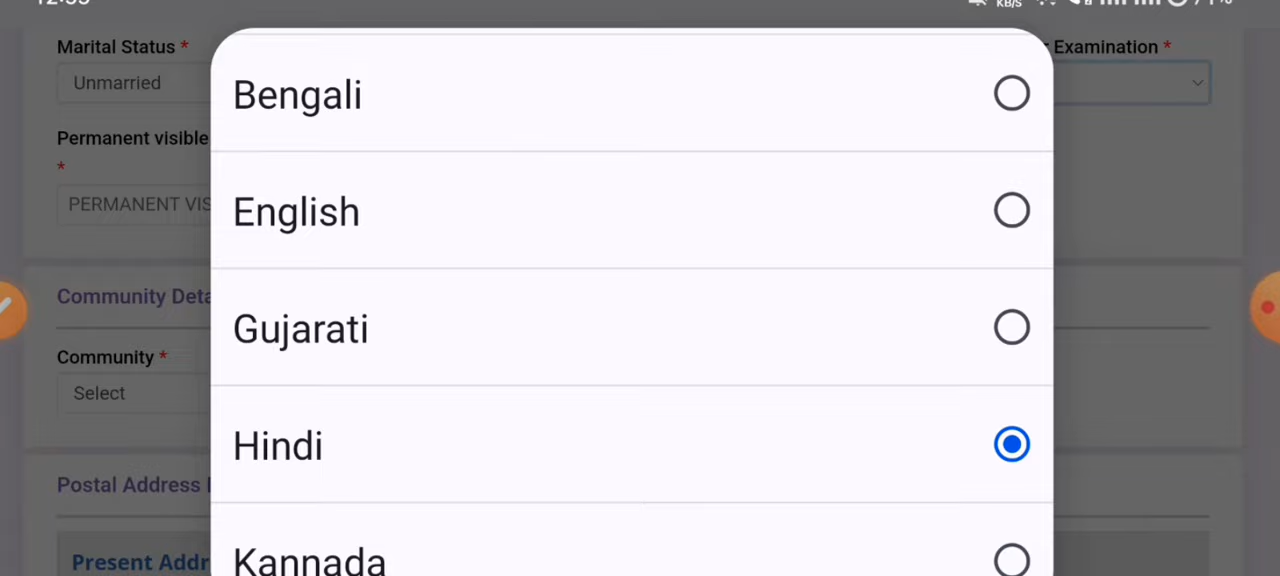 KB/S
Marital Status *
Examination *
Unmarried
Bengali
Permanent visible
*
PERMANENT VIS
English
Community
Gujarati
Community *
Select
Hindi
Postal Address
Present Addr
Kannada